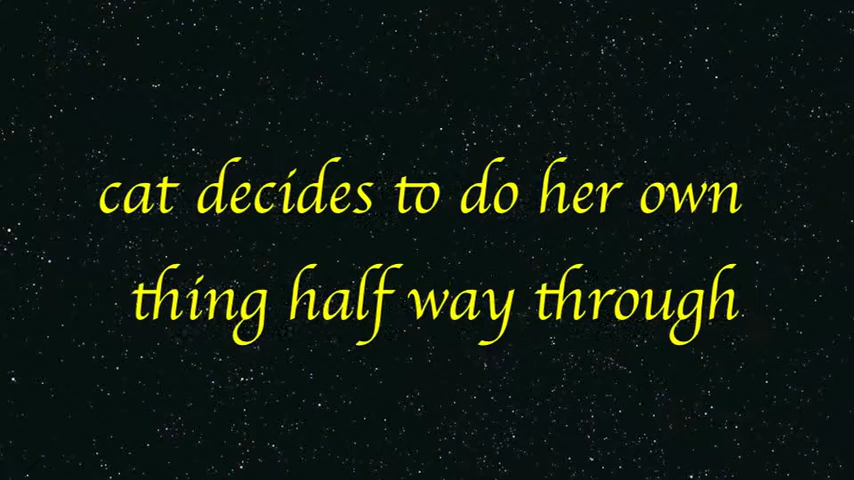 cat decides to do her own
thing half way through